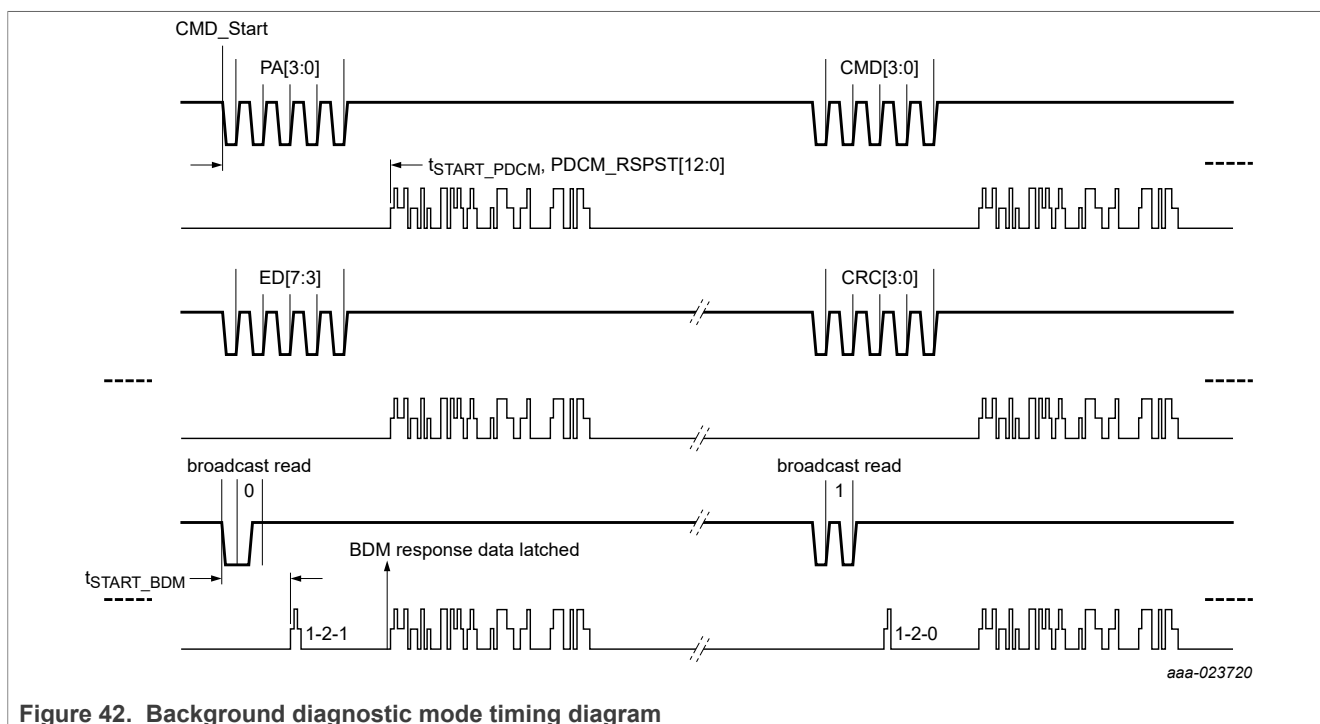 CMD_Start
PA[3:0]
CMD[3:0]
tSTART_PDCM, PDCM_RSPST[12:0]
ED[7:3]
CRC[3:0]
broadcast read
broadcast read
0
1
BDM response data latched
tSTART_BDM
1-2-1
1-2-0
aaa-023720
Figure 42. Background diagnostic mode timing diagram